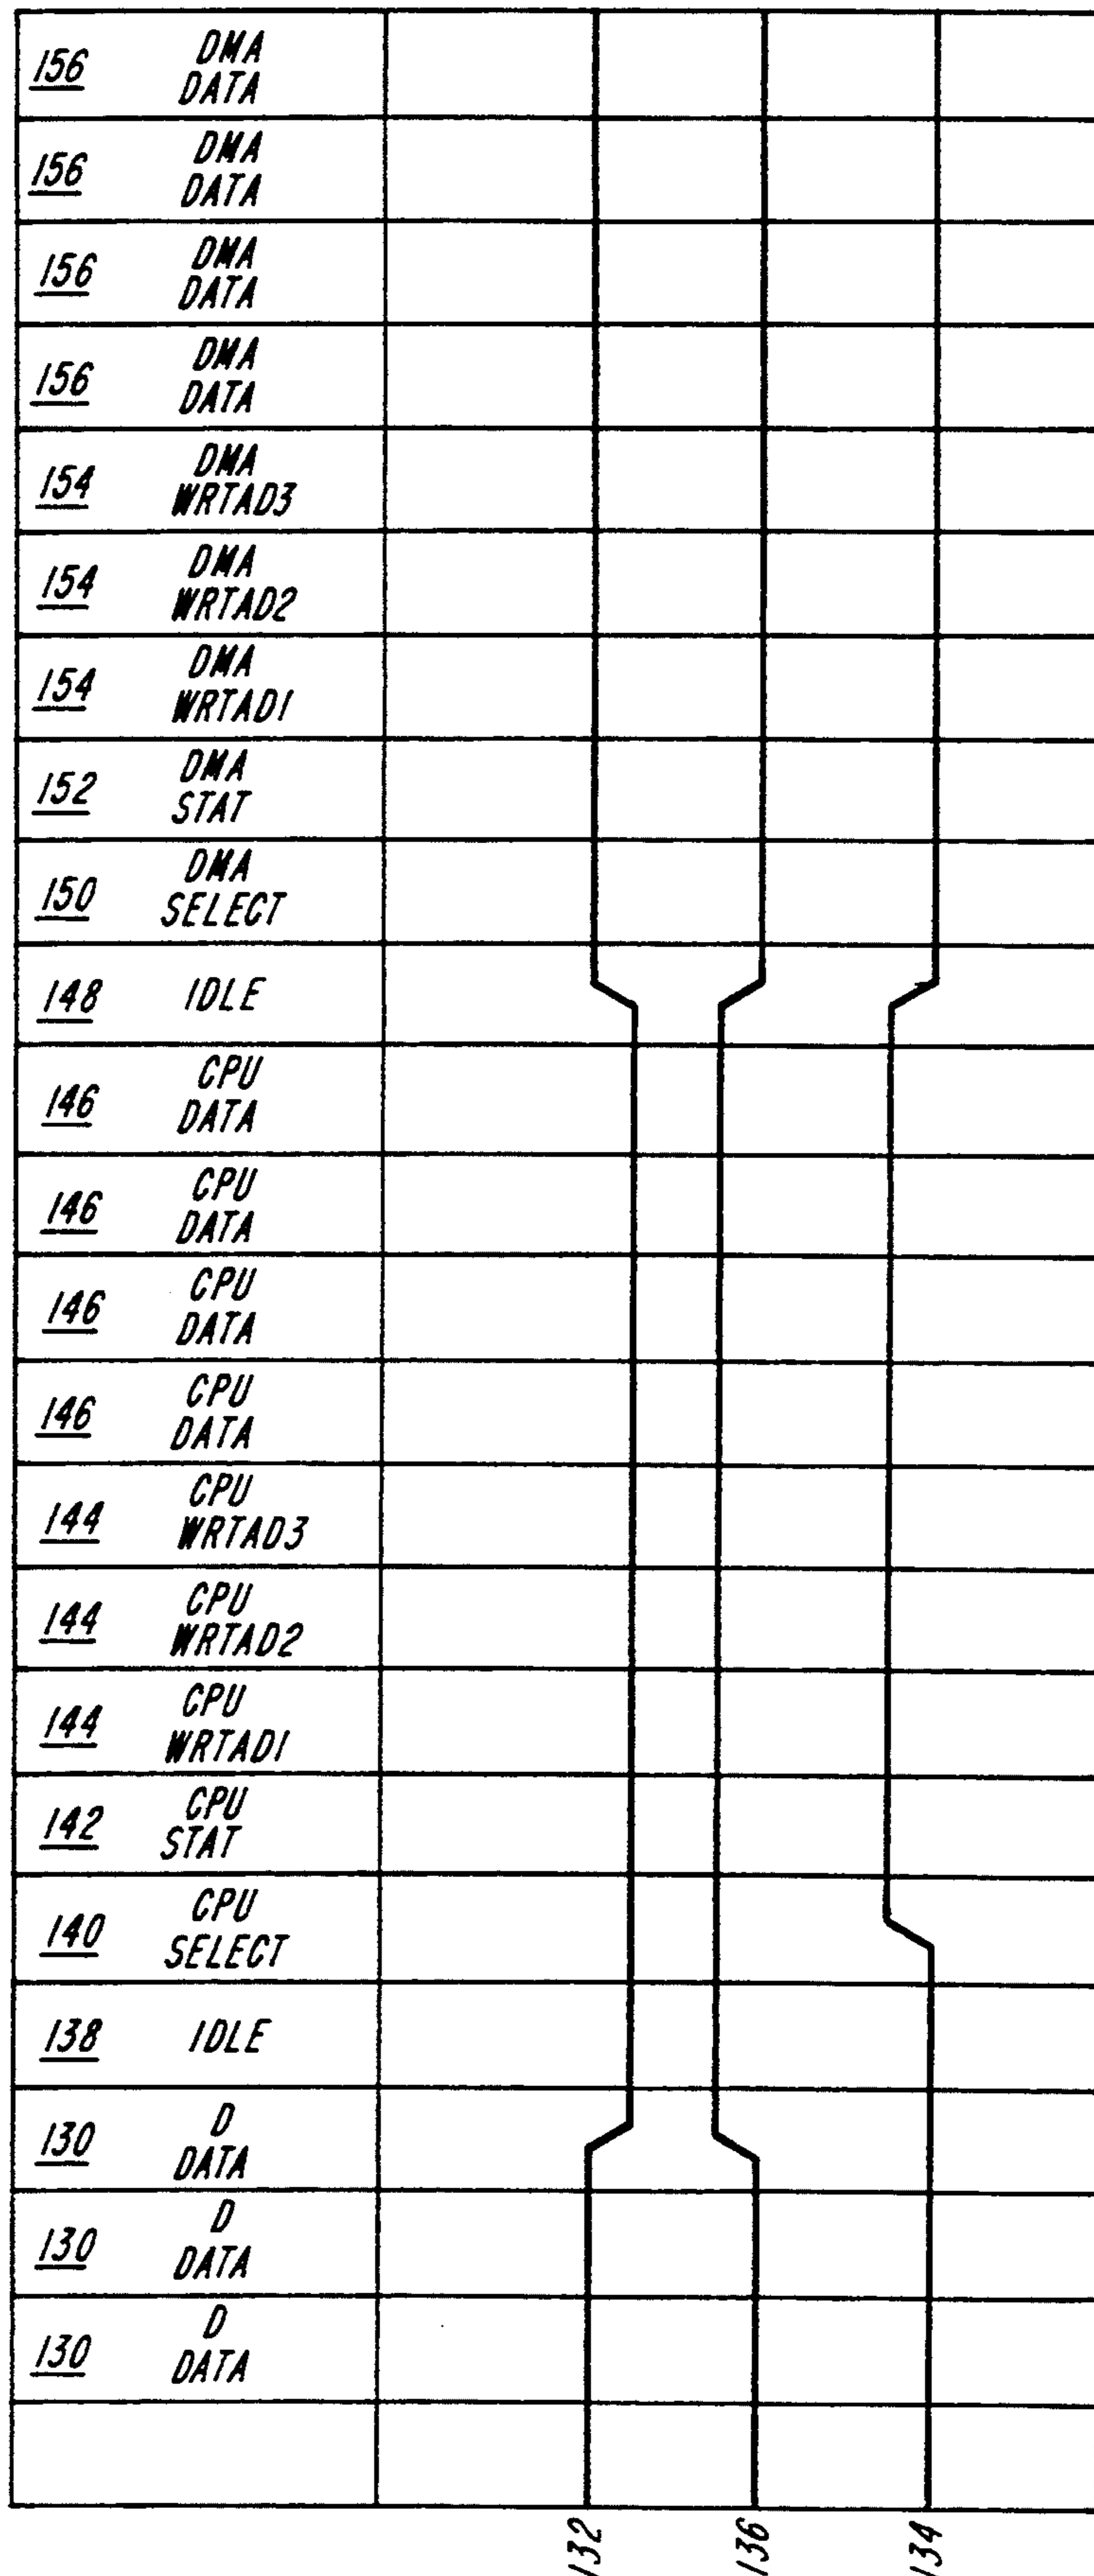 156 DMA
DATA
156 DMA
DATA
156 DMA
DATA
156 DMA
DATA
154 DMA
WRTAD3
154 DMA
WRTAD2
154 DMA
WRTAD1
152 DMA
STAT
150 DMA
SELECT
148 IDLE
146 CPU
DATA
146 CPU
DATA
146 CPU
DATA
146 CPU
DATA
144 CPU
WRTAD3
144 CPU
WRTAD2
144 CPU
WRTAD1
142 CPU
STAT
140 CPU
SELECT
138 IDLE
130 D
DATA
130 D
DATA
130 D
DATA
132
136
134